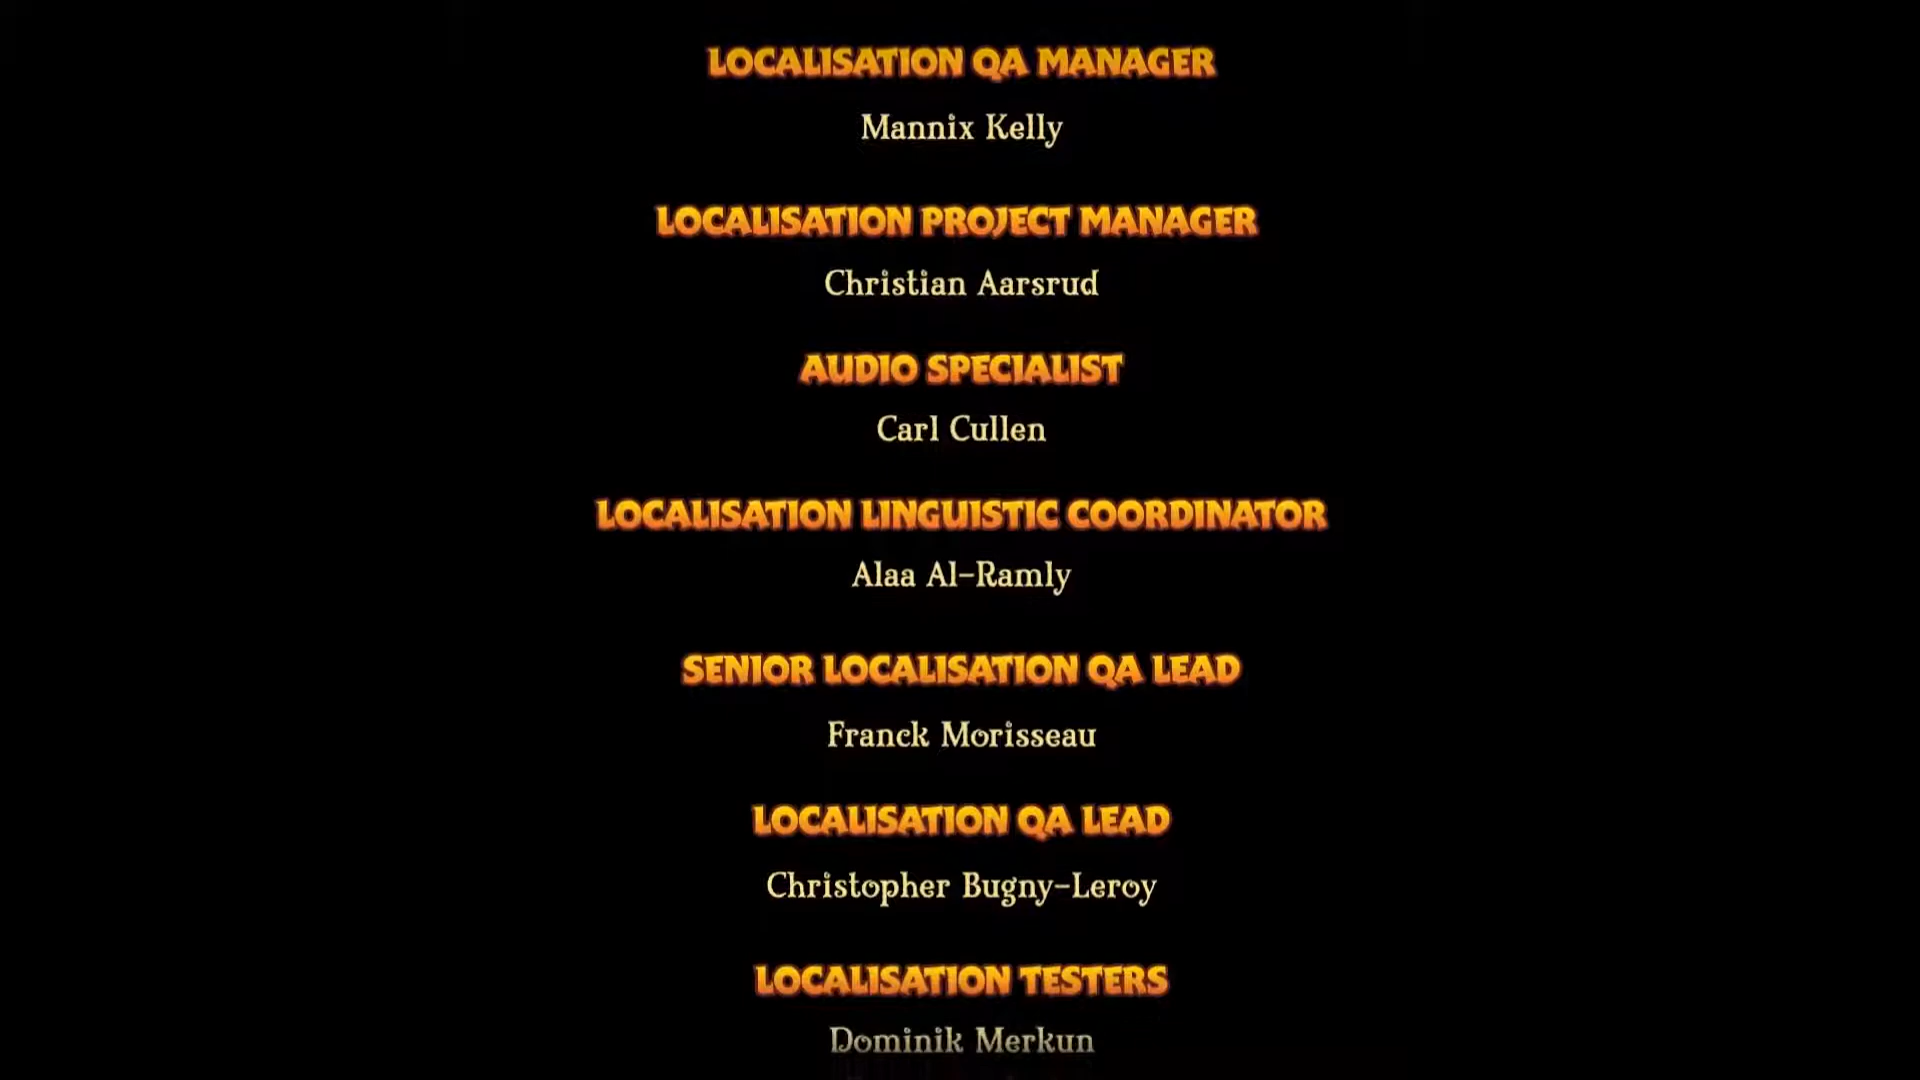 LOCALISATION QA MANAGER
Mannix Kelly
LOCALISATION PROJECT MANAGER
Christian Aarsrud
AUDIO SPECIALIST
Carl Cullen
LOCALISATION LINGUISTIC COORDINATOR
Alaa Al-Ramly
SENIOR LOCALISATION QA LEAD
Franck Morisseau
LOCALISATION QA LEAD
Christopher Bugny-Leroy
LOCALISATION TESTERS
Dominik Merkun